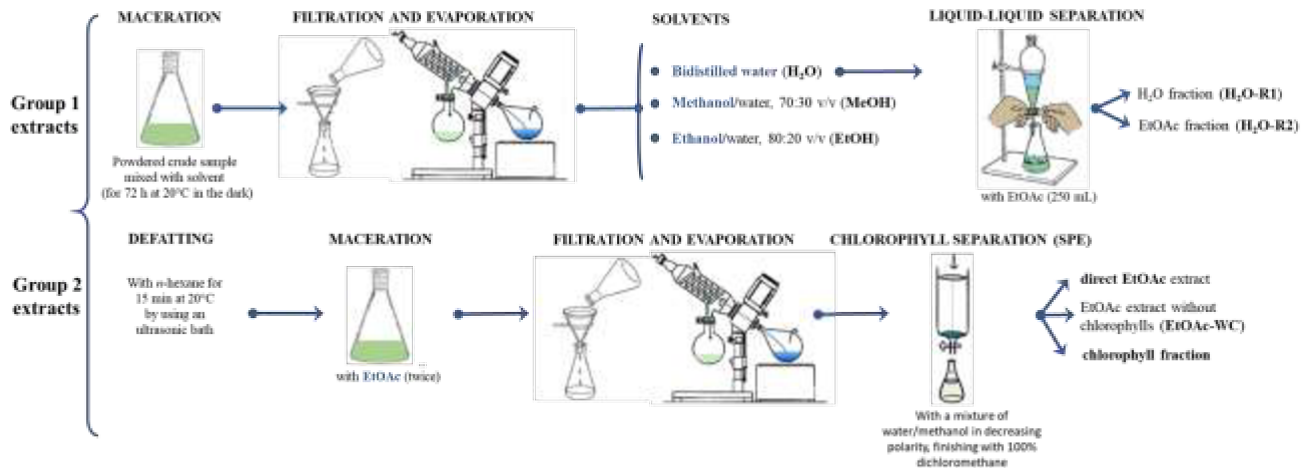 MACERATION
FILTRATION AND EVAPORATION
SOLVENTS
LIQUID-LIQUID SEPARATION
Group 1
extracts
Powdered crude sample
mixed with solvent
(for 72 h at 20°C in the dark)
Bidistilled water (H₂O)
Methanol/water, 70:30 v/v (MeOH)
Ethanol/water, 80:20 v/v (EtOH)
with EtOAc (250 mL)
H₂O fraction (H₂O-R1)
EtOAc fraction (H₂O-R2)
Group 2
extracts
DEFATTING
MACERATION
FILTRATION AND EVAPORATION
CHLOROPHYLL SEPARATION (SPE)
With n-hexane for
15 min at 20°C
by using an
ultrasonic bath
with EtOAc (twice)
With a mixture of
water/methanol in decreasing
polarity, finishing with 100%
dichloromethane
direct EtOAc extract
EtOAc extract without
chlorophylls (EtOAc-WC)
chlorophyll fraction